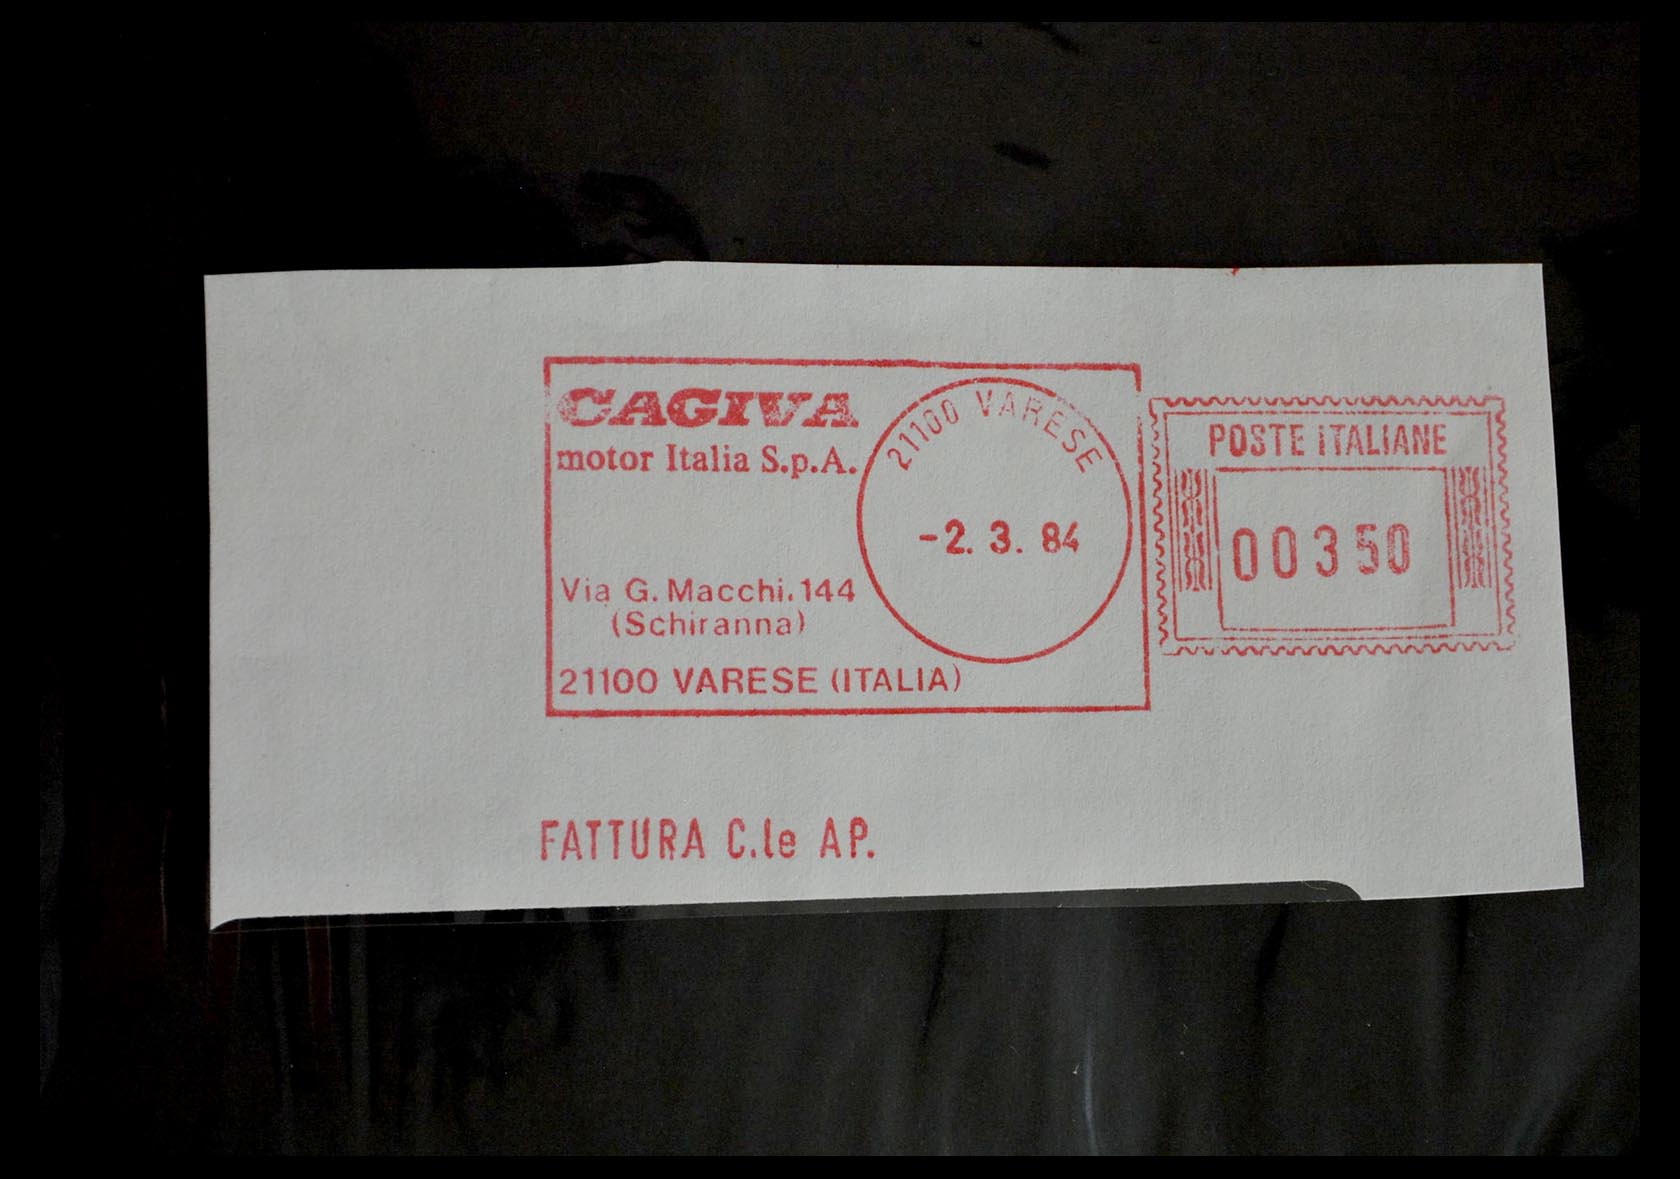 CAGIVA
motor Italia S.p.A.
Via G. Macchi. 144
(Schiranna)
21100 VARESE (ITALIA)
21100 VARESE
-2. 3. 84
POSTE ITALIANE
00350
FATTURA C.le AP.